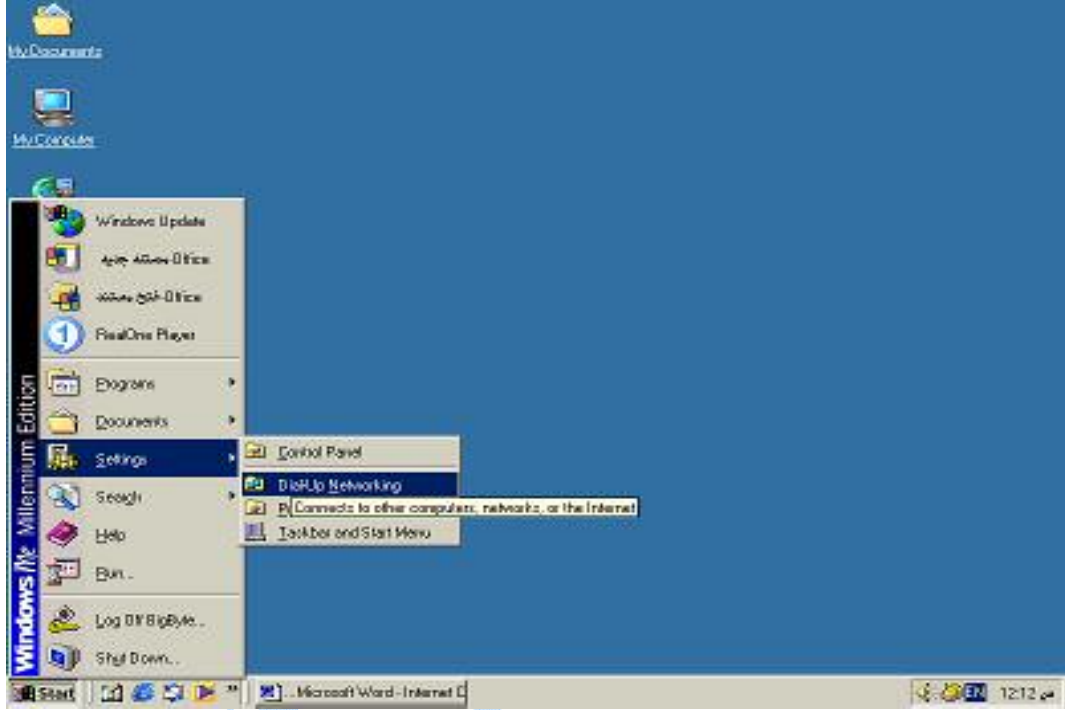 My Documents
My Computer
Windows Update
Office
Office
RealOne Player
Programs
Documents
Settings
Search
Help
Run...
Log Off BigByte...
Shut Down...
Windows Me Millennium Edition
Control Panel
Dial-Up Networking
P
Connects to other computers, networks, or the Internet
Taskbar and Start Menu
Start
...Microsoft Word - Internet
EN
12:12 ص